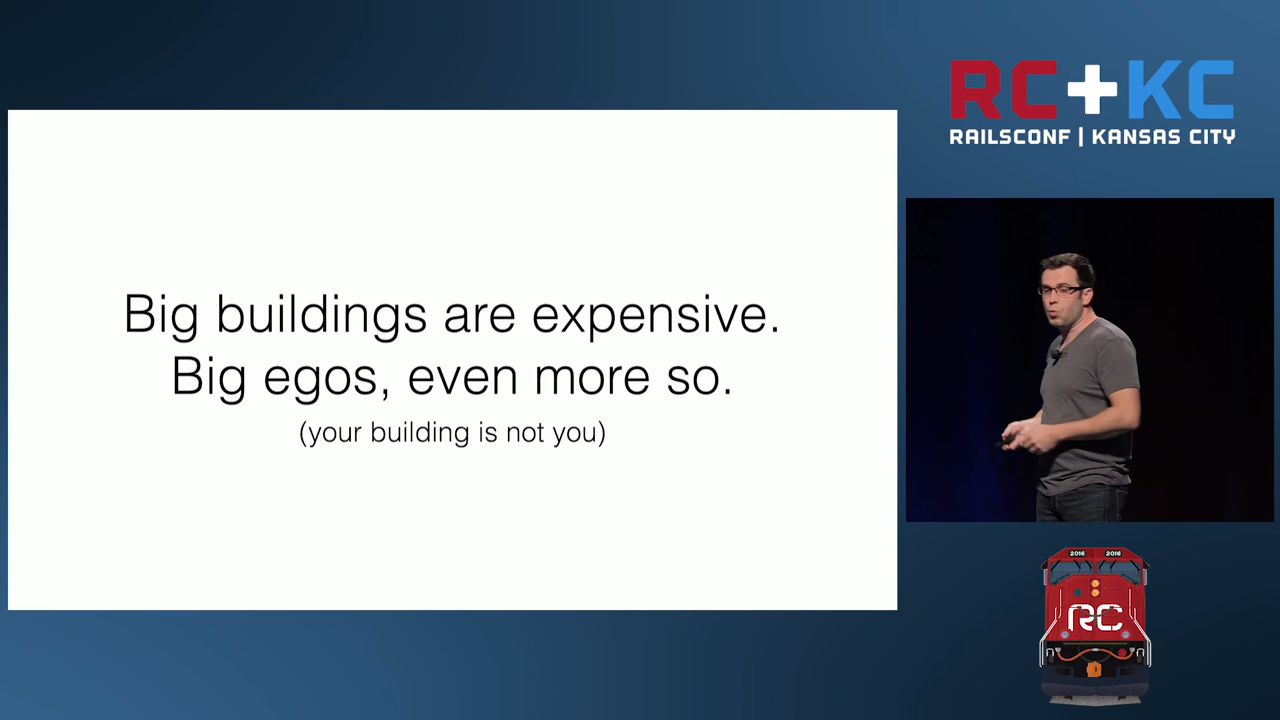 Big buildings are expensive.
Big egos, even more so.
(your building is not you)
RC+KC
RAILSCONF | KANSAS CITY
2016 2016
RC